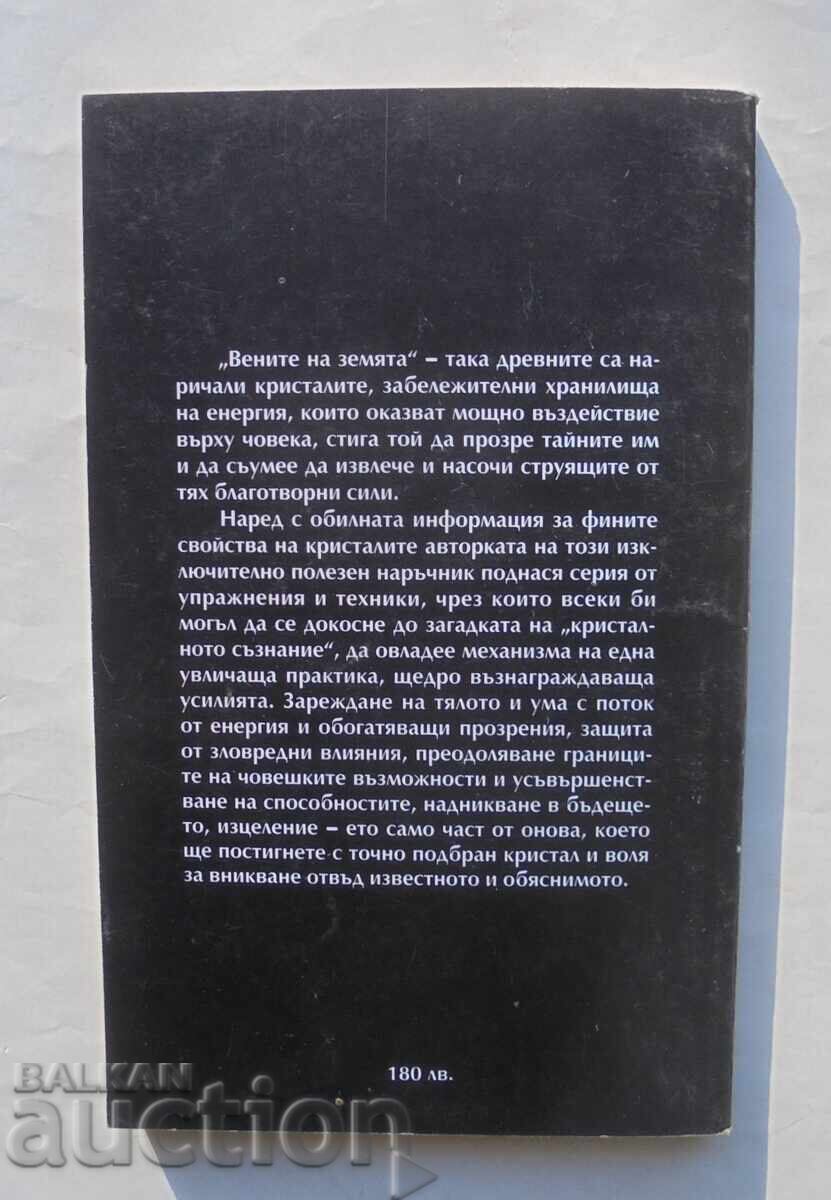 „Вените на земята“ – така древните са на-
ричали кристалите, забележителни хранилища
на енергия, които оказват мощно въздействие
върху човека, стига той да прозре тайните им
и да съумее да извлече и насочи струящите от
тях благотворни сили.
Наред с обилната информация за фините
свойства на кристалите авторката на този изк-
лючително полезен наръчник поднася серия от
упражнения и техники, чрез които всеки би
могъл да се докосне до загадката на „кристал-
ното съзнание“, да овладее механизма на една
увличаща практика, щедро възнаграждаваща
усилията. Зареждане на тялото и ума с поток
от енергия и обогатяващи прозрения, защита
от зловредни влияния, преодоляване граници-
те на човешките възможности и усъвършенст-
ване на способностите, надникване в бъдеще-
то, изцеление – ето само част от онова, което
ще постигнете с точно подбран кристал и воля
за вникване отвъд известното и обяснимото.
180 лв.
BALKAN
auction